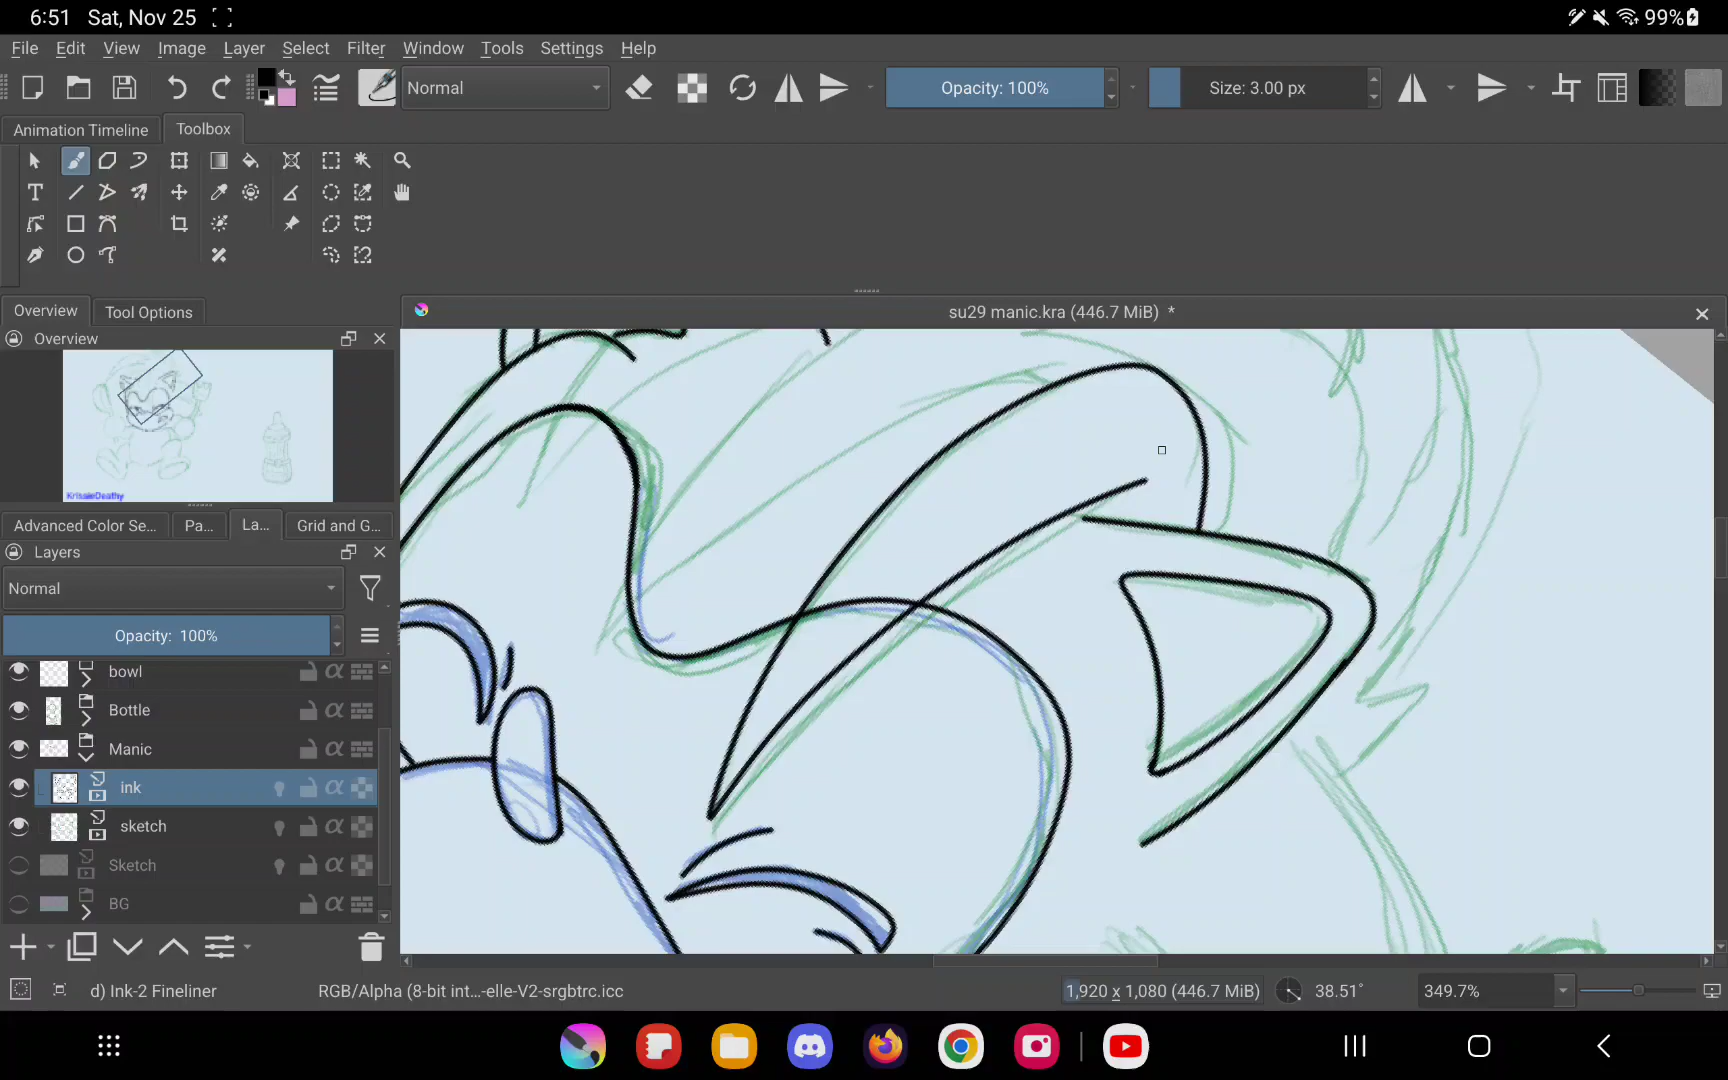 6:51 Sat, Nov 25 99%
File Edit View Image Layer Select Filter Window Tools Settings Help
Normal Opacity: 100% Size: 3.00 px
Animation Timeline Toolbox
Overview Tool Options
su29 manic.kra (446.7 MiB) *
Overview
KrisaieDeathy
Advanced Color Se... Pa... La... Grid and G...
Layers
Normal
Opacity: 100%
bowl
Bottle
Manic
ink
sketch
Sketch
BG
d) Ink-2 Fineliner RGB/Alpha (8-bit int...-elle-V2-srgbtrc.icc 1,920 x 1,080 (446.7 MiB) 38.51° 349.7%